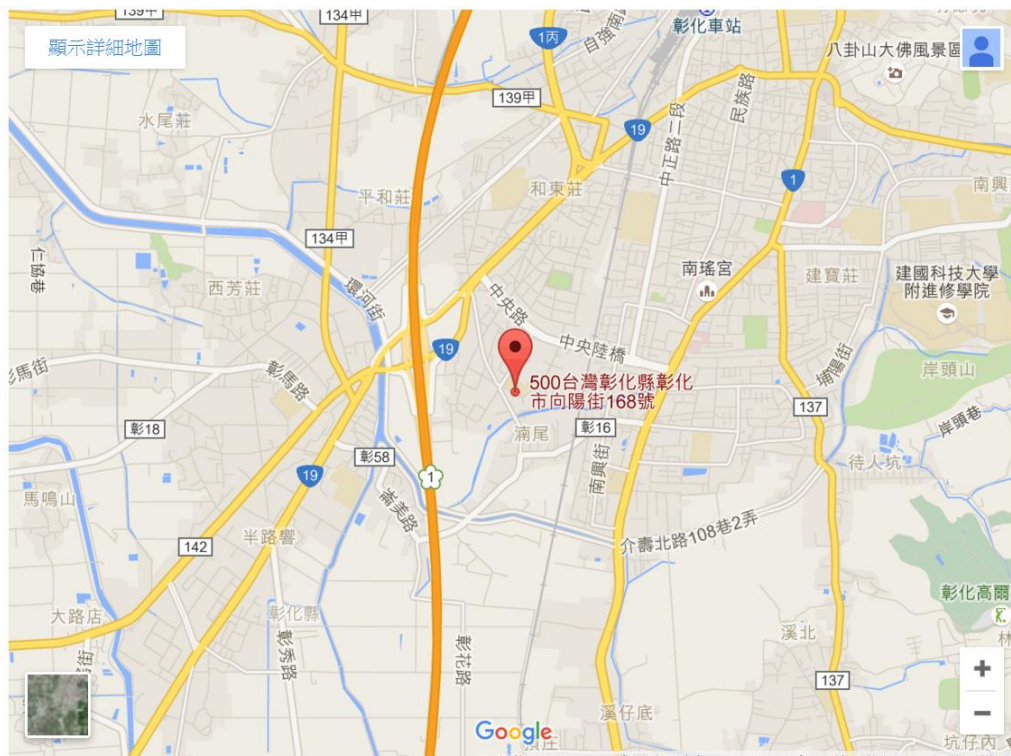 134甲
1丙
自強南路
彰化車站
八卦山大佛風景區
顯示詳細地圖
139甲
139甲
民族路
水尾莊
19
中正路二段
平和莊
和東莊
1
南興
134甲
仁協巷
南瑤宮
建寶莊
建國科技大學
附進修學院
西芳莊
環河街
中央路
19
中央陸橋
埔陽街
岸頭山
彰馬街
彰馬路
500台灣彰化縣彰化
市向陽街168號
137
彰18
湳尾
彰16
岸頭巷
彰58
南興街
待人坑
19
1
馬鳴山
崙美路
半路響
142
介壽北路108巷2弄
彰化縣
彰化高爾
大路店
彰秀路
彰花路
溪北
林
137
溪仔底
Google
坑仔內
+
−